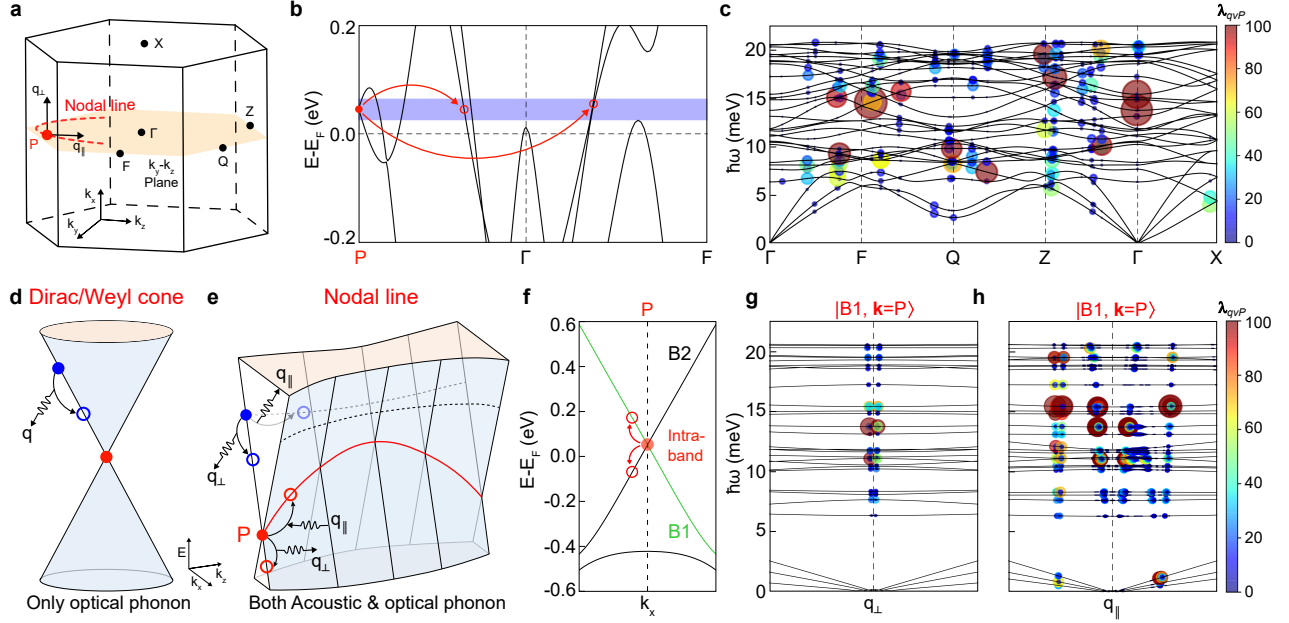 a
X
q⊥
Nodal line
P
q∥
Γ
Z
F
Q
ky-kz
Plane
kx
ky
kz
b
E-EF (eV)
0.2
0.0
-0.2
P
Γ
F
c
ħω (meV)
20
15
10
5
0
Γ
F
Q
Z
Γ
X
λqνP
100
80
60
40
20
0
d
Dirac/Weyl cone
q
E
kx
kz
Only optical phonon
e
Nodal line
q∥
q⊥
P
q∥
q⊥
Both Acoustic & optical phonon
f
P
E-EF (eV)
0.6
0.4
0.2
0.0
-0.2
-0.4
-0.6
B2
Intra-
band
B1
kx
g
|B1, k=P⟩
ħω (meV)
20
15
10
5
0
q⊥
h
|B1, k=P⟩
q∥
λqνP
100
80
60
40
20
0